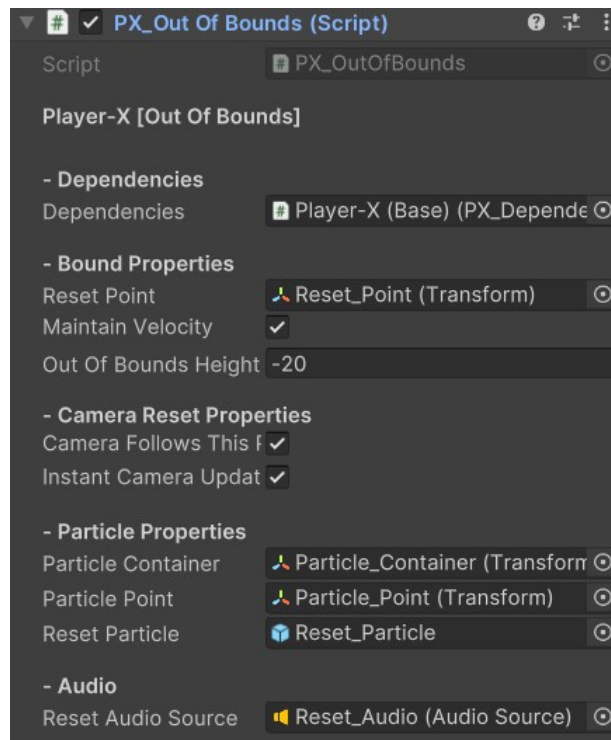 PX_Out Of Bounds (Script)
Script PX_OutOfBounds
Player-X [Out Of Bounds]
- Dependencies
Dependencies # Player-X (Base) (PX_Depende
- Bound Properties
Reset Point Reset_Point (Transform)
Maintain Velocity
Out Of Bounds Height -20
- Camera Reset Properties
Camera Follows This P
Instant Camera Updat
- Particle Properties
Particle Container Particle_Container (Transform
Particle Point Particle_Point (Transform)
Reset Particle Reset_Particle
- Audio
Reset Audio Source Reset_Audio (Audio Source)